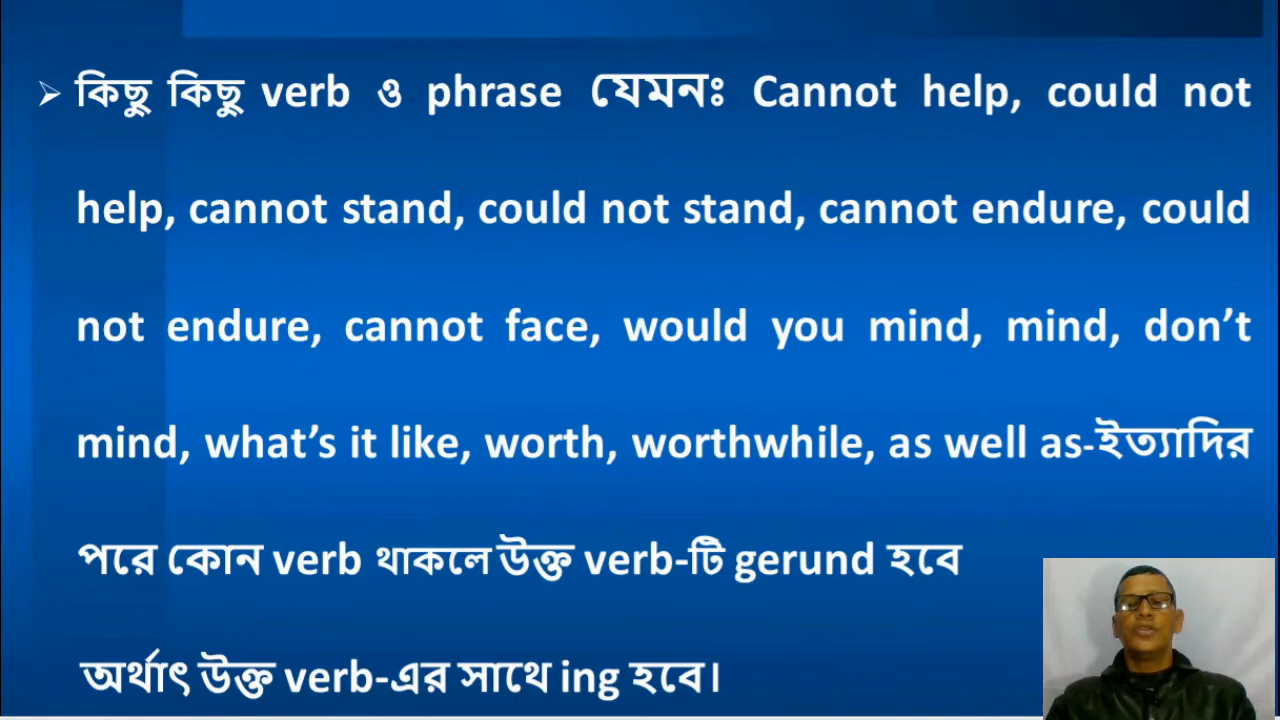 ➢ কিছু কিছু verb ও phrase যেমনঃ Cannot help, could not
help, cannot stand, could not stand, cannot endure, could
not endure, cannot face, would you mind, mind, don’t
mind, what’s it like, worth, worthwhile, as well as-ইত্যাদির
পরে কোন verb থাকলে উক্ত verb-টি gerund হবে
অর্থাৎ উক্ত verb-এর সাথে ing হবে।